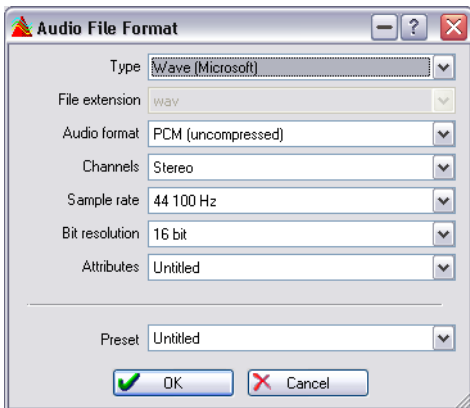 Audio File Format
Type Wave (Microsoft)
File extension wav
Audio format PCM (uncompressed)
Channels Stereo
Sample rate 44 100 Hz
Bit resolution 16 bit
Attributes Untitled
Preset Untitled
OK Cancel